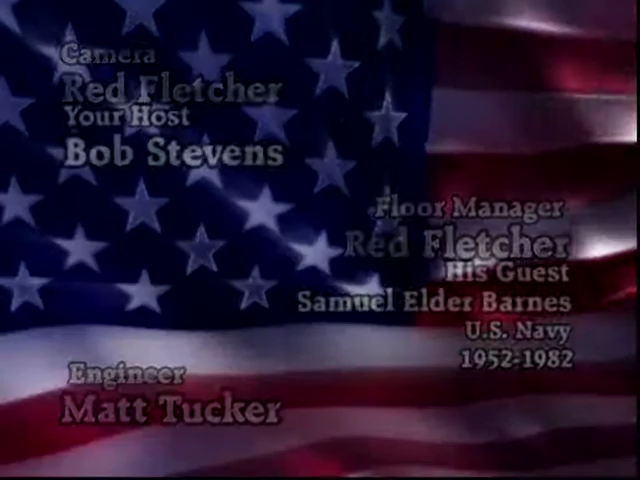 Camera
Red Fletcher
Your Host
Bob Stevens
Floor Manager
Red Fletcher
His Guest
Samuel Elder Barnes
U.S. Navy
1952-1982
Engineer
Matt Tucker